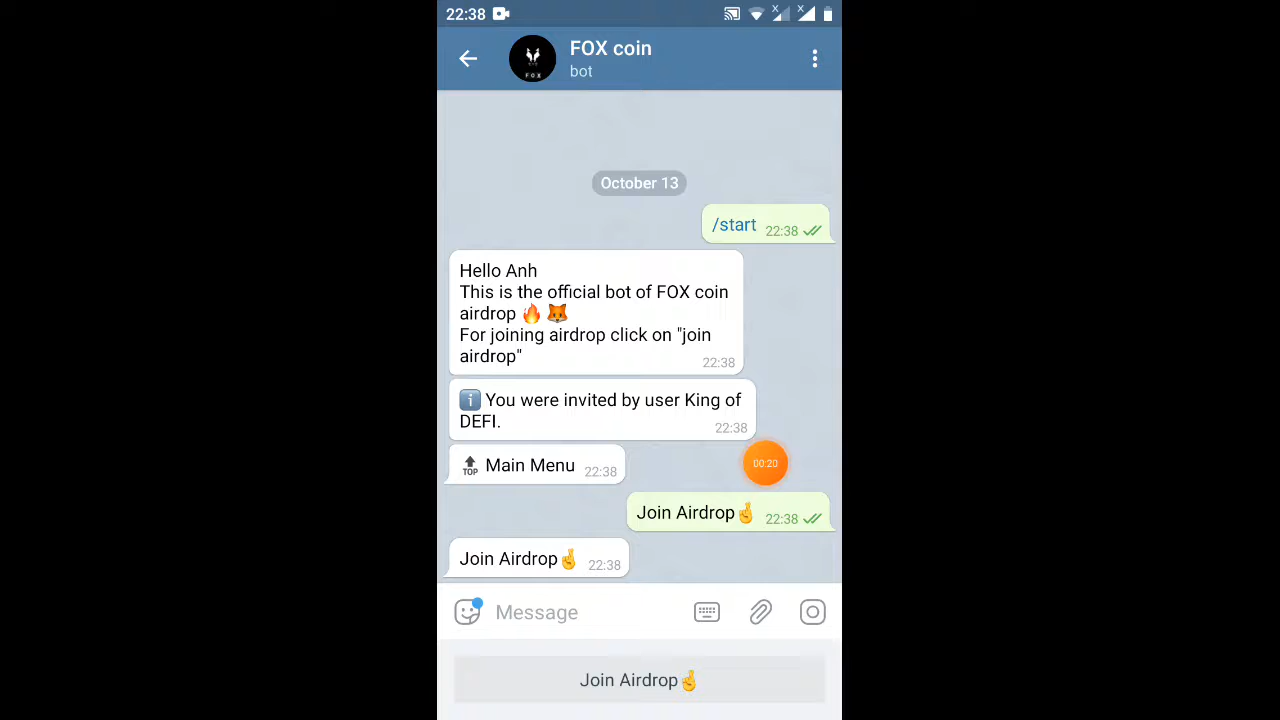 22:38
FOX coin
bot
FOX
October 13
/start 22:38
Hello Anh
This is the official bot of FOX coin
airdrop 🔥 🦊
For joining airdrop click on "join
airdrop"
22:38
ℹ️ You were invited by user King of
DEFI.
22:38
🔝 Main Menu 22:38
00:20
Join Airdrop🤞 22:38
Join Airdrop🤞 22:38
Message
Join Airdrop🤞